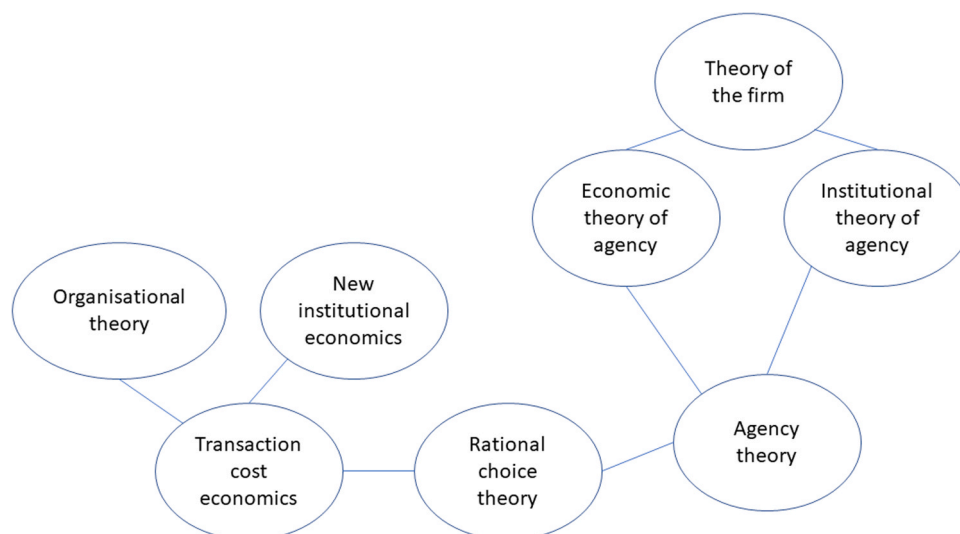 Theory of
the firm
Economic
theory of
agency
Institutional
theory of
agency
Organisational
theory
New
institutional
economics
Transaction
cost
economics
Rational
choice
theory
Agency
theory